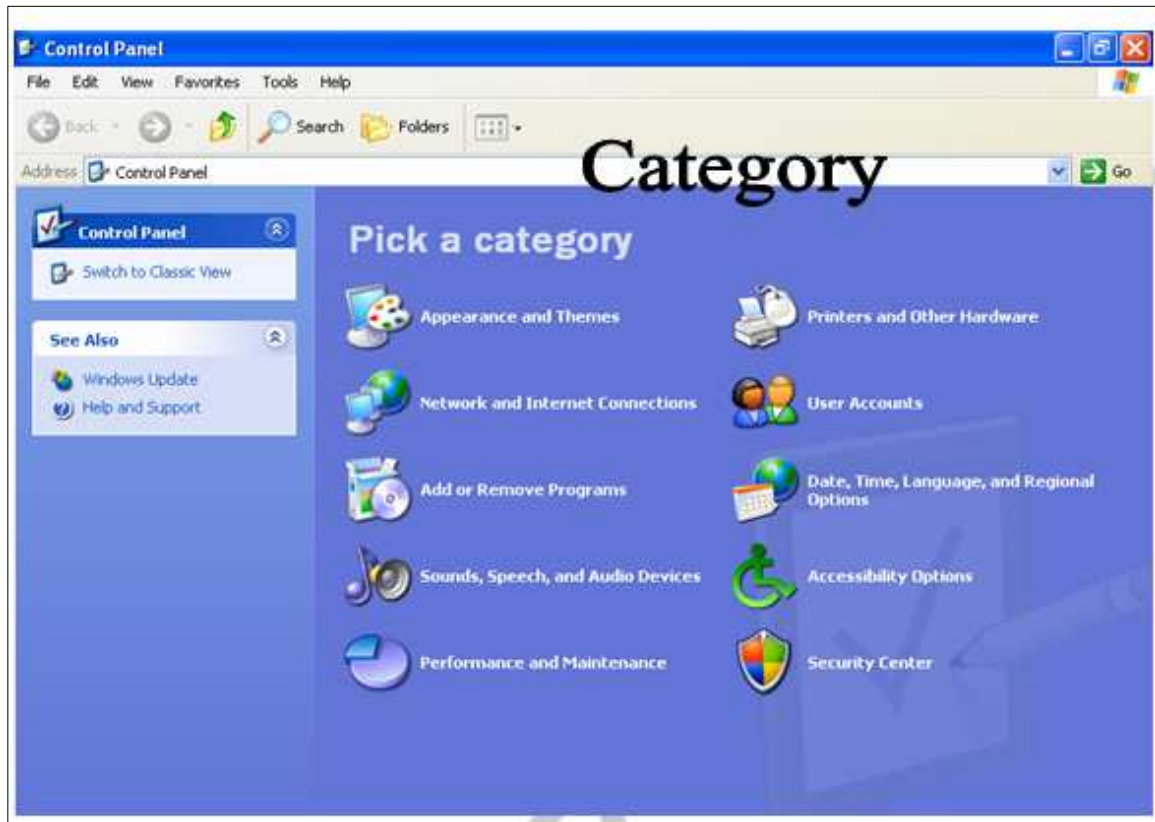 Control Panel
File Edit View Favorites Tools Help
Back Search Folders
Address Control Panel Go
Category
Control Panel
Switch to Classic View
See Also
Windows Update
Help and Support
Pick a category
Appearance and Themes
Printers and Other Hardware
Network and Internet Connections
User Accounts
Add or Remove Programs
Date, Time, Language, and Regional
Options
Sounds, Speech, and Audio Devices
Accessibility Options
Performance and Maintenance
Security Center